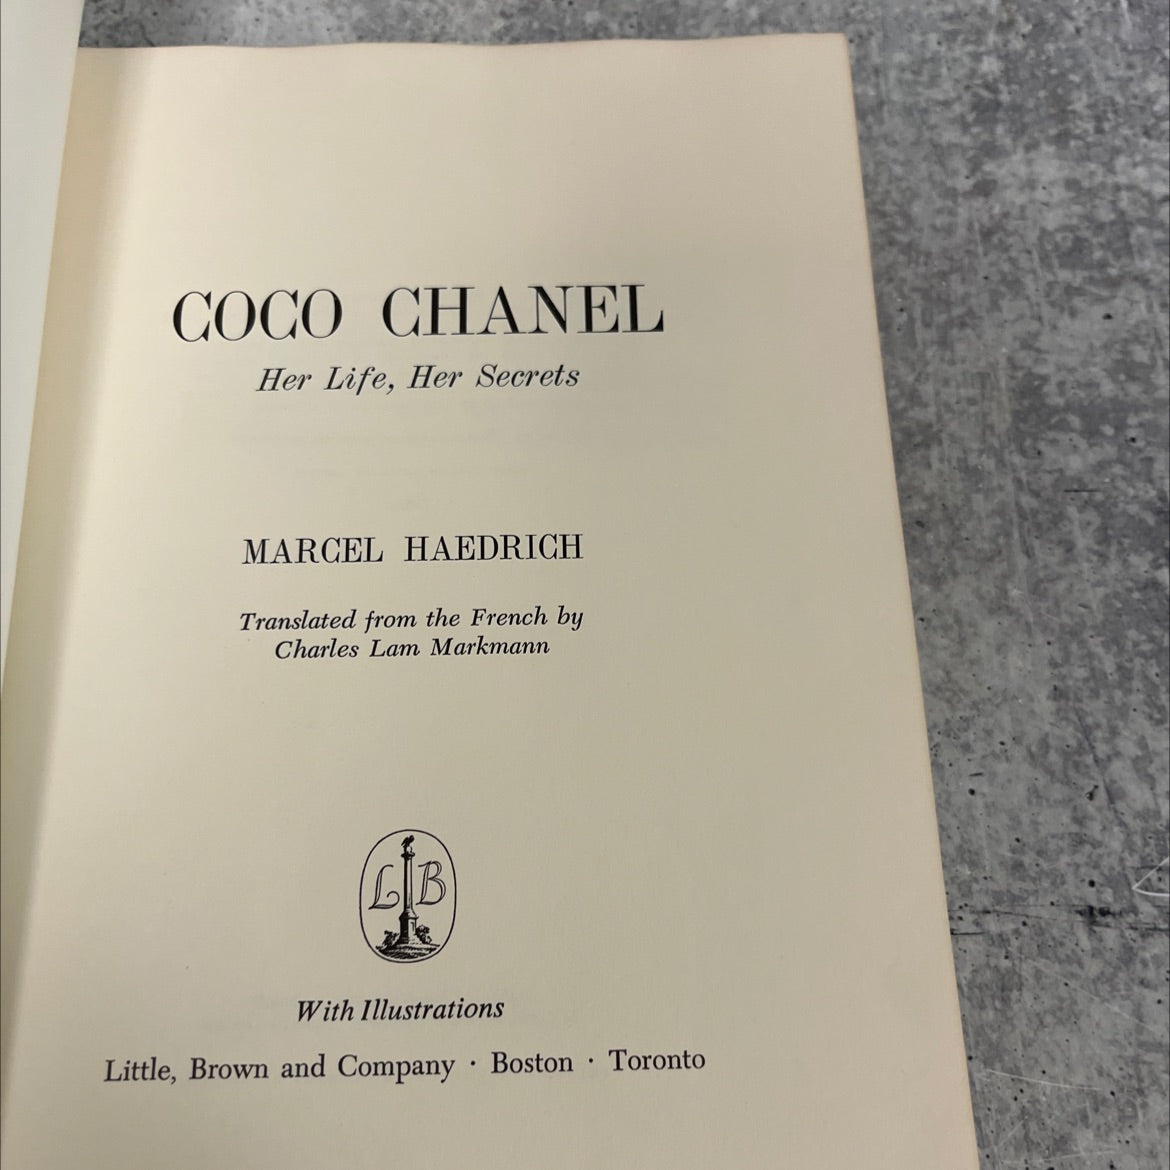 COCO CHANEL
Her Life, Her Secrets
MARCEL HAEDRICH
Translated from the French by
Charles Lam Markmann
L B
With Illustrations
Little, Brown and Company · Boston · Toronto